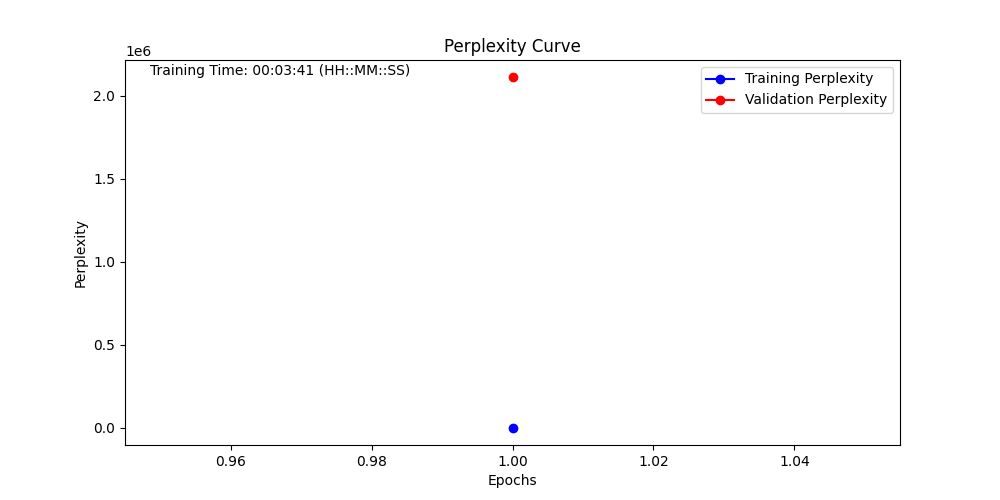 Perplexity Curve
1e6
Training Time: 00:03:41 (HH::MM::SS)
Training Perplexity
Validation Perplexity
2.0
1.5
1.0
0.5
0.0
Perplexity
0.96 0.98 1.00 1.02 1.04
Epochs